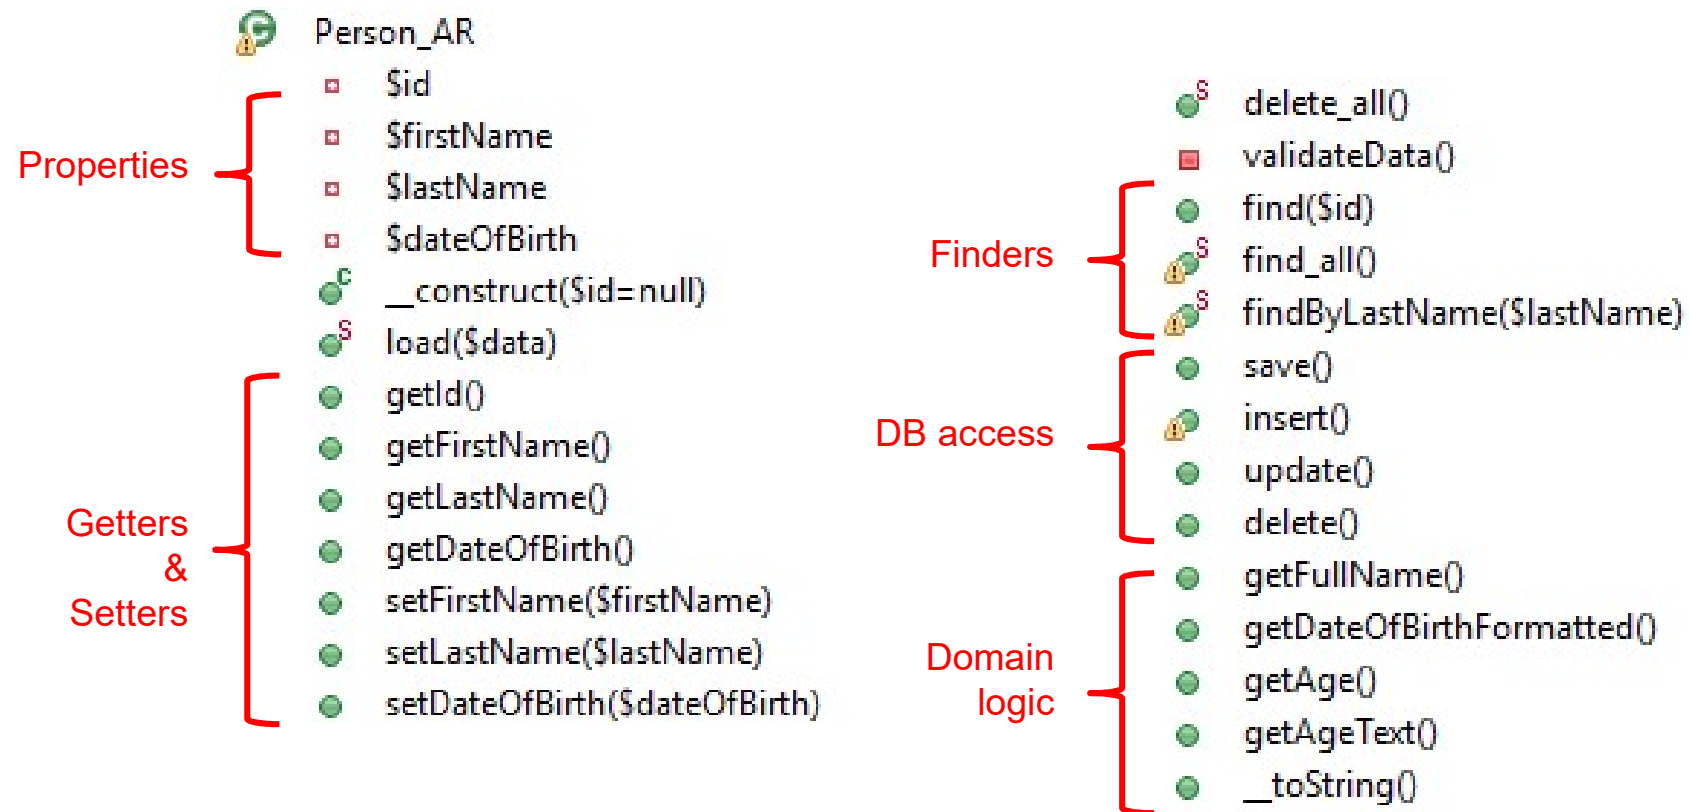 Person_AR
Properties
$id
$firstName
$lastName
$dateOfBirth
C
__construct($id=null)
S
load($data)
Getters
&
Setters
getId()
getFirstName()
getLastName()
getDateOfBirth()
setFirstName($firstName)
setLastName($lastName)
setDateOfBirth($dateOfBirth)
S
delete_all()
validateData()
Finders
find($id)
S
find_all()
S
findByLastName($lastName)
DB access
save()
insert()
update()
delete()
Domain
logic
getFullName()
getDateOfBirthFormatted()
getAge()
getAgeText()
__toString()